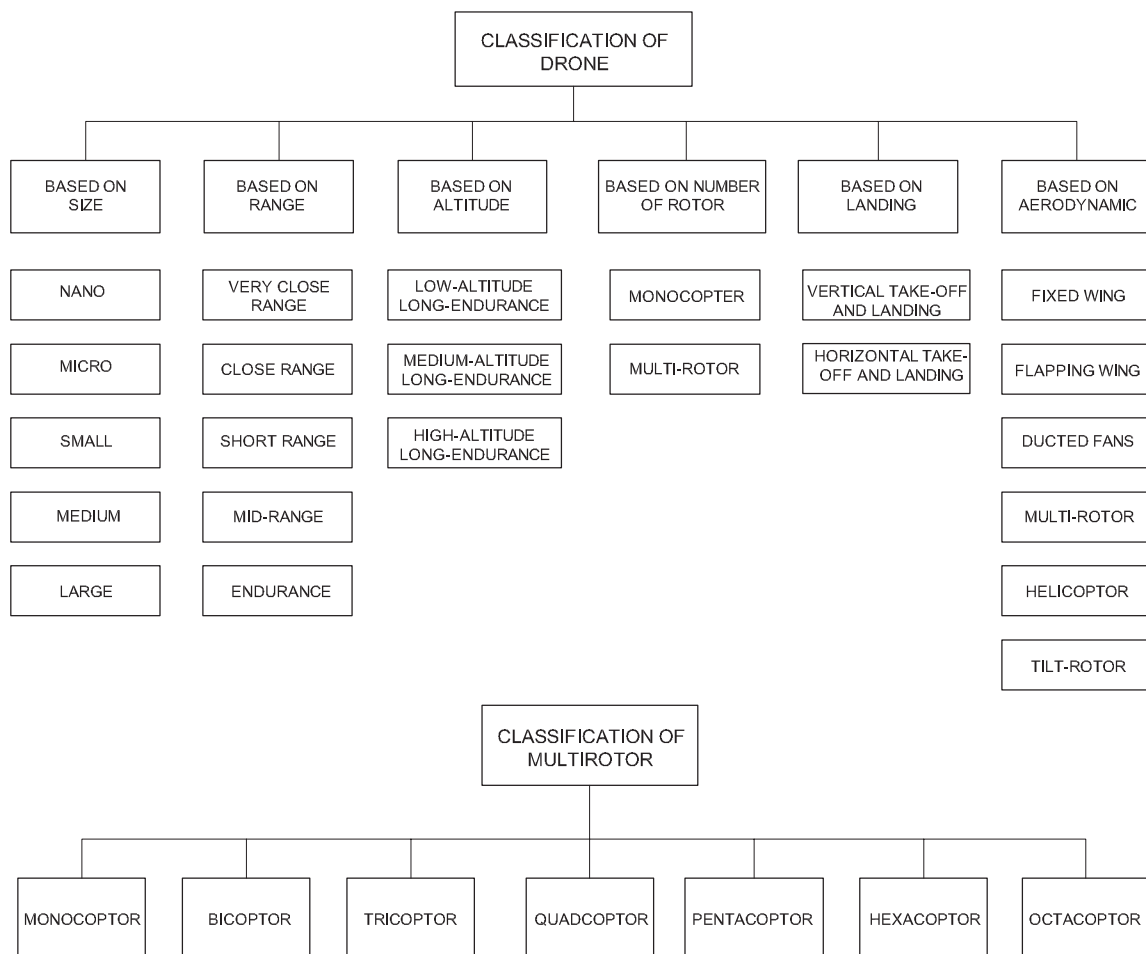 CLASSIFICATION OF
DRONE
BASED ON
SIZE
BASED ON
RANGE
BASED ON
ALTITUDE
BASED ON NUMBER
OF ROTOR
BASED ON
LANDING
BASED ON
AERODYNAMIC
NANO
MICRO
SMALL
MEDIUM
LARGE
VERY CLOSE
RANGE
CLOSE RANGE
SHORT RANGE
MID-RANGE
ENDURANCE
LOW-ALTITUDE
LONG-ENDURANCE
MEDIUM-ALTITUDE
LONG-ENDURANCE
HIGH-ALTITUDE
LONG-ENDURANCE
MONOCOPTER
MULTI-ROTOR
VERTICAL TAKE-OFF
AND LANDING
HORIZONTAL TAKE-
OFF AND LANDING
FIXED WING
FLAPPING WING
DUCTED FANS
MULTI-ROTOR
HELICOPTOR
TILT-ROTOR
CLASSIFICATION OF
MULTIROTOR
MONOCOPTOR
BICOPTOR
TRICOPTOR
QUADCOPTOR
PENTACOPTOR
HEXACOPTOR
OCTACOPTOR